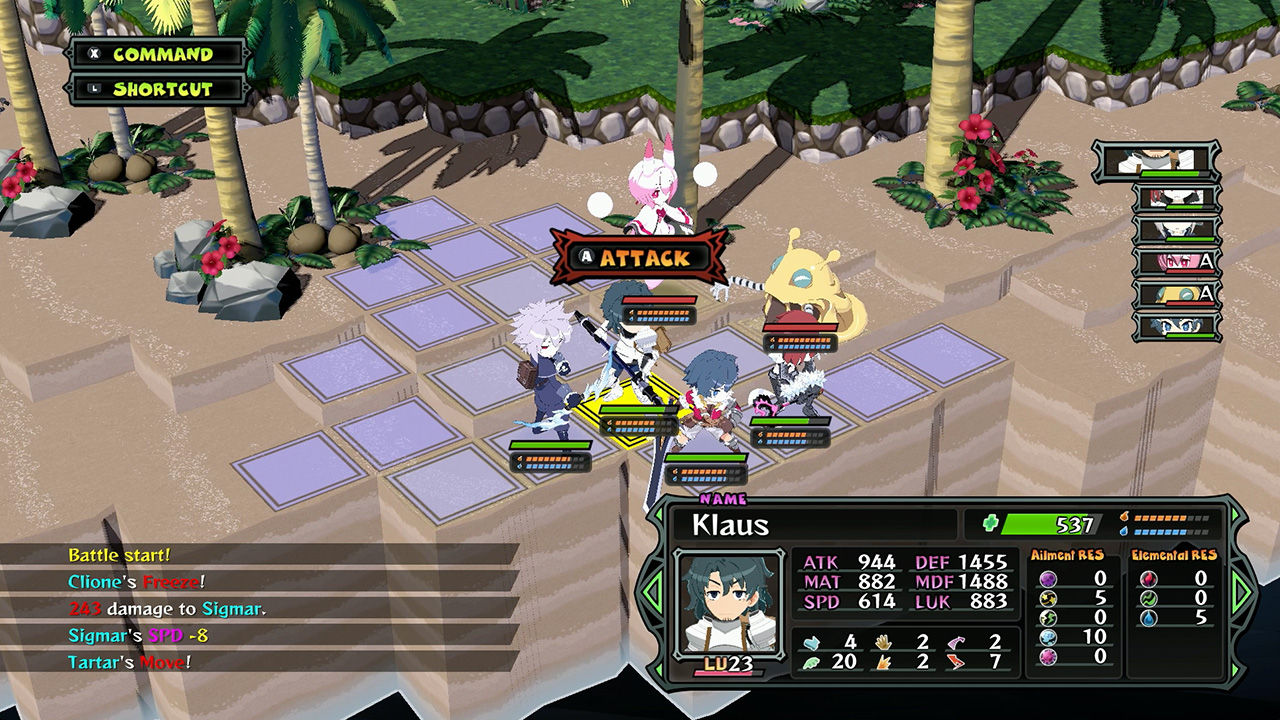 X COMMAND
L SHORTCUT
A ATTACK
A
A
NAME
Klaus
537
LV23
ATK 944 DEF 1455
MAT 882 MDF 1488
SPD 614 LUK 883
4 2 2
20 2 7
Ailment RES
0
5
0
10
0
Elemental RES
0
0
5
Battle start!
Clione's Freeze!
243 damage to Sigmar.
Sigmar's SPD -8
Tartar's Move!